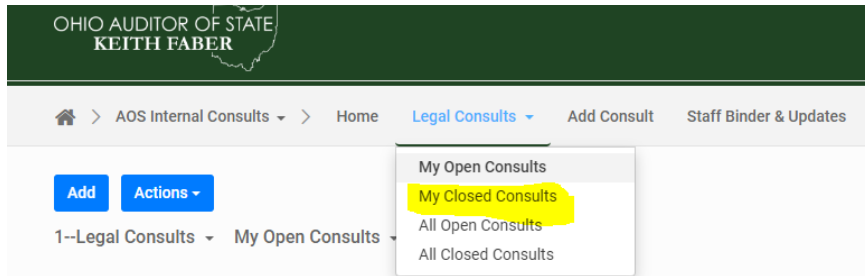 OHIO AUDITOR OF STATE
KEITH FABER
AOS Internal Consults > Home Legal Consults Add Consult Staff Binder & Updates
My Open Consults
Add Actions
My Closed Consults
All Open Consults
1--Legal Consults My Open Consults
All Closed Consults